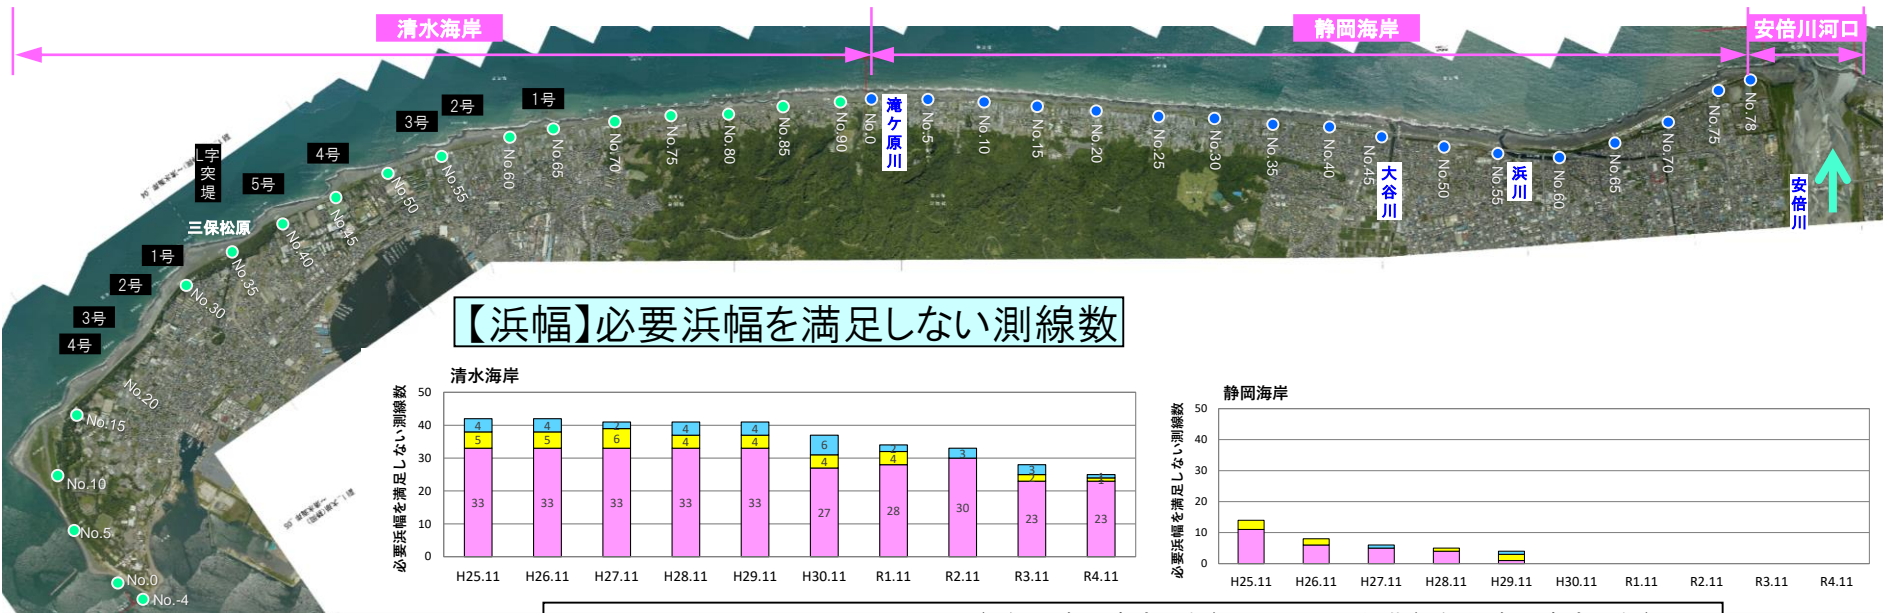 清水海岸
静岡海岸
安倍川河口
1号
2号
3号
4号
5号
L字突堤
三保松原
1号
2号
3号
4号
滝ケ原川
大谷川
浜川
安倍川
No.-4
No.0
No.5
No.10
No.15
No.20
No.30
No.35
No.40
No.45
No.50
No.55
No.60
No.65
No.70
No.75
No.80
No.85
No.90
No.0
No.5
No.10
No.15
No.20
No.25
No.30
No.35
No.40
No.45
No.50
No.55
No.60
No.65
No.70
No.75
No.78
【浜幅】必要浜幅を満足しない測線数
清水海岸
必要浜幅を満足しない測線数
50
40
30
20
10
0
4 4 2 4 4 6 2 3 3 1
5 5 6 4 4 4 4 2 1
33 33 33 33 33 27 28 30 23 23
H25.11 H26.11 H27.11 H28.11 H29.11 H30.11 R1.11 R2.11 R3.11 R4.11
静岡海岸
必要浜幅を満足しない測線数
50
40
30
20
10
0
H25.11 H26.11 H27.11 H28.11 H29.11 H30.11 R1.11 R2.11 R3.11 R4.11